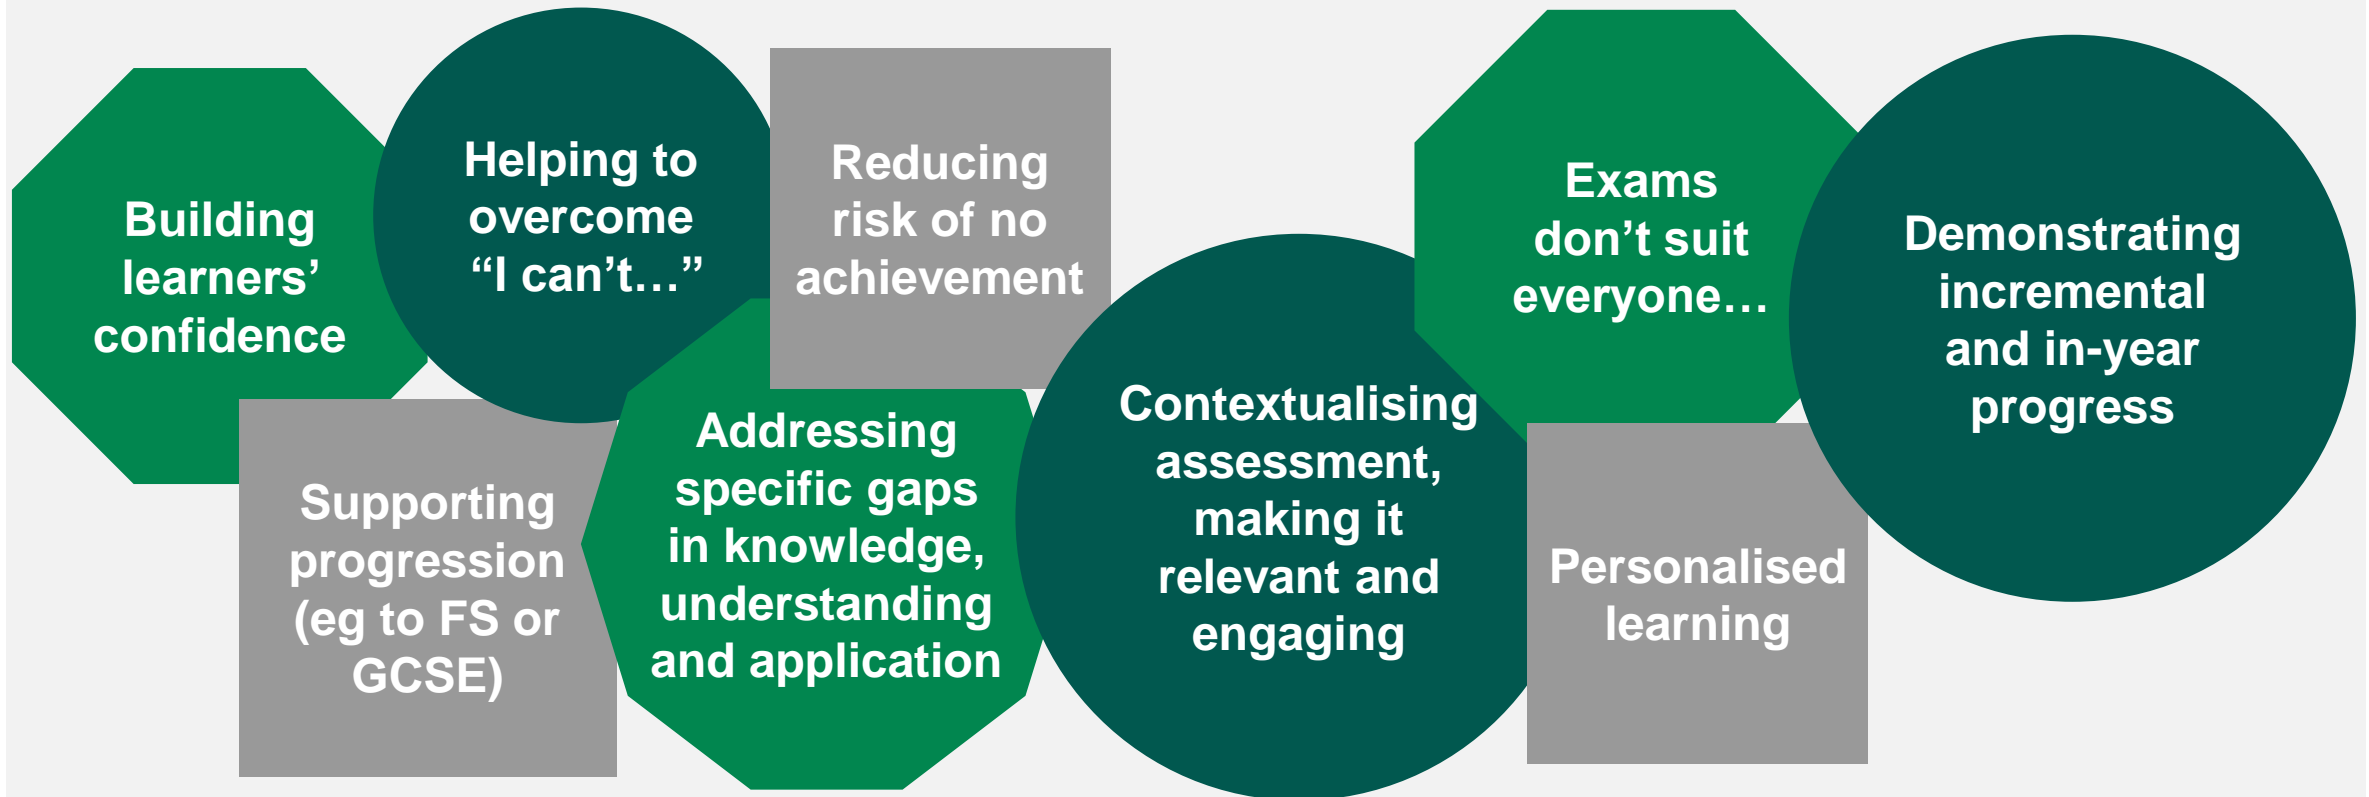 Building
learners’
confidence
Helping to
overcome
“I can’t…”
Reducing
risk of no
achievement
Supporting
progression
(eg to FS or
GCSE)
Addressing
specific gaps
in knowledge,
understanding
and application
Contextualising
assessment,
making it
relevant and
engaging
Exams
don’t suit
everyone…
Personalised
learning
Demonstrating
incremental
and in-year
progress